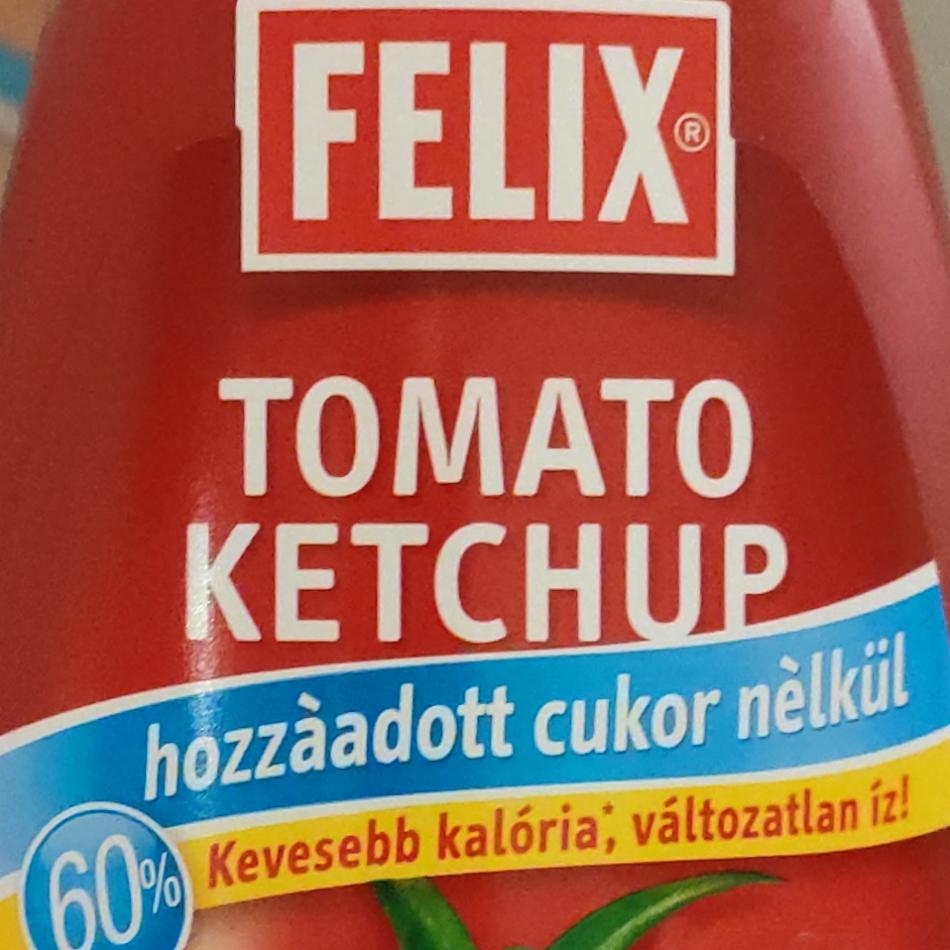 FELIX®
TOMATO
KETCHUP
hozzàadott cukor nèlkül
Kevesebb kalória*, változatlan íz!
60%